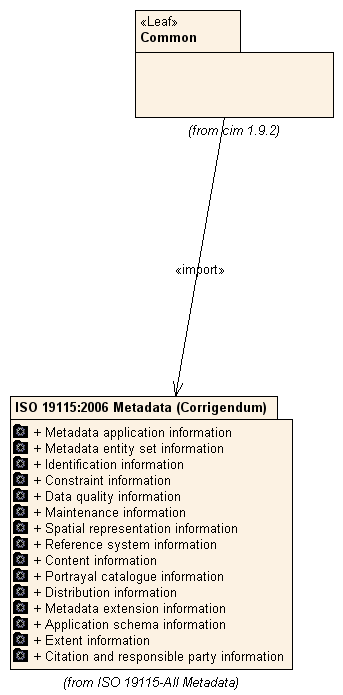 «Leaf»
Common
(from cim 1.9.2)
«import»
ISO 19115:2006 Metadata (Corrigendum)
+ Metadata application information
+ Metadata entity set information
+ Identification information
+ Constraint information
+ Data quality information
+ Maintenance information
+ Spatial representation information
+ Reference system information
+ Content information
+ Portrayal catalogue information
+ Distribution information
+ Metadata extension information
+ Application schema information
+ Extent information
+ Citation and responsible party information
(from ISO 19115-All Metadata)